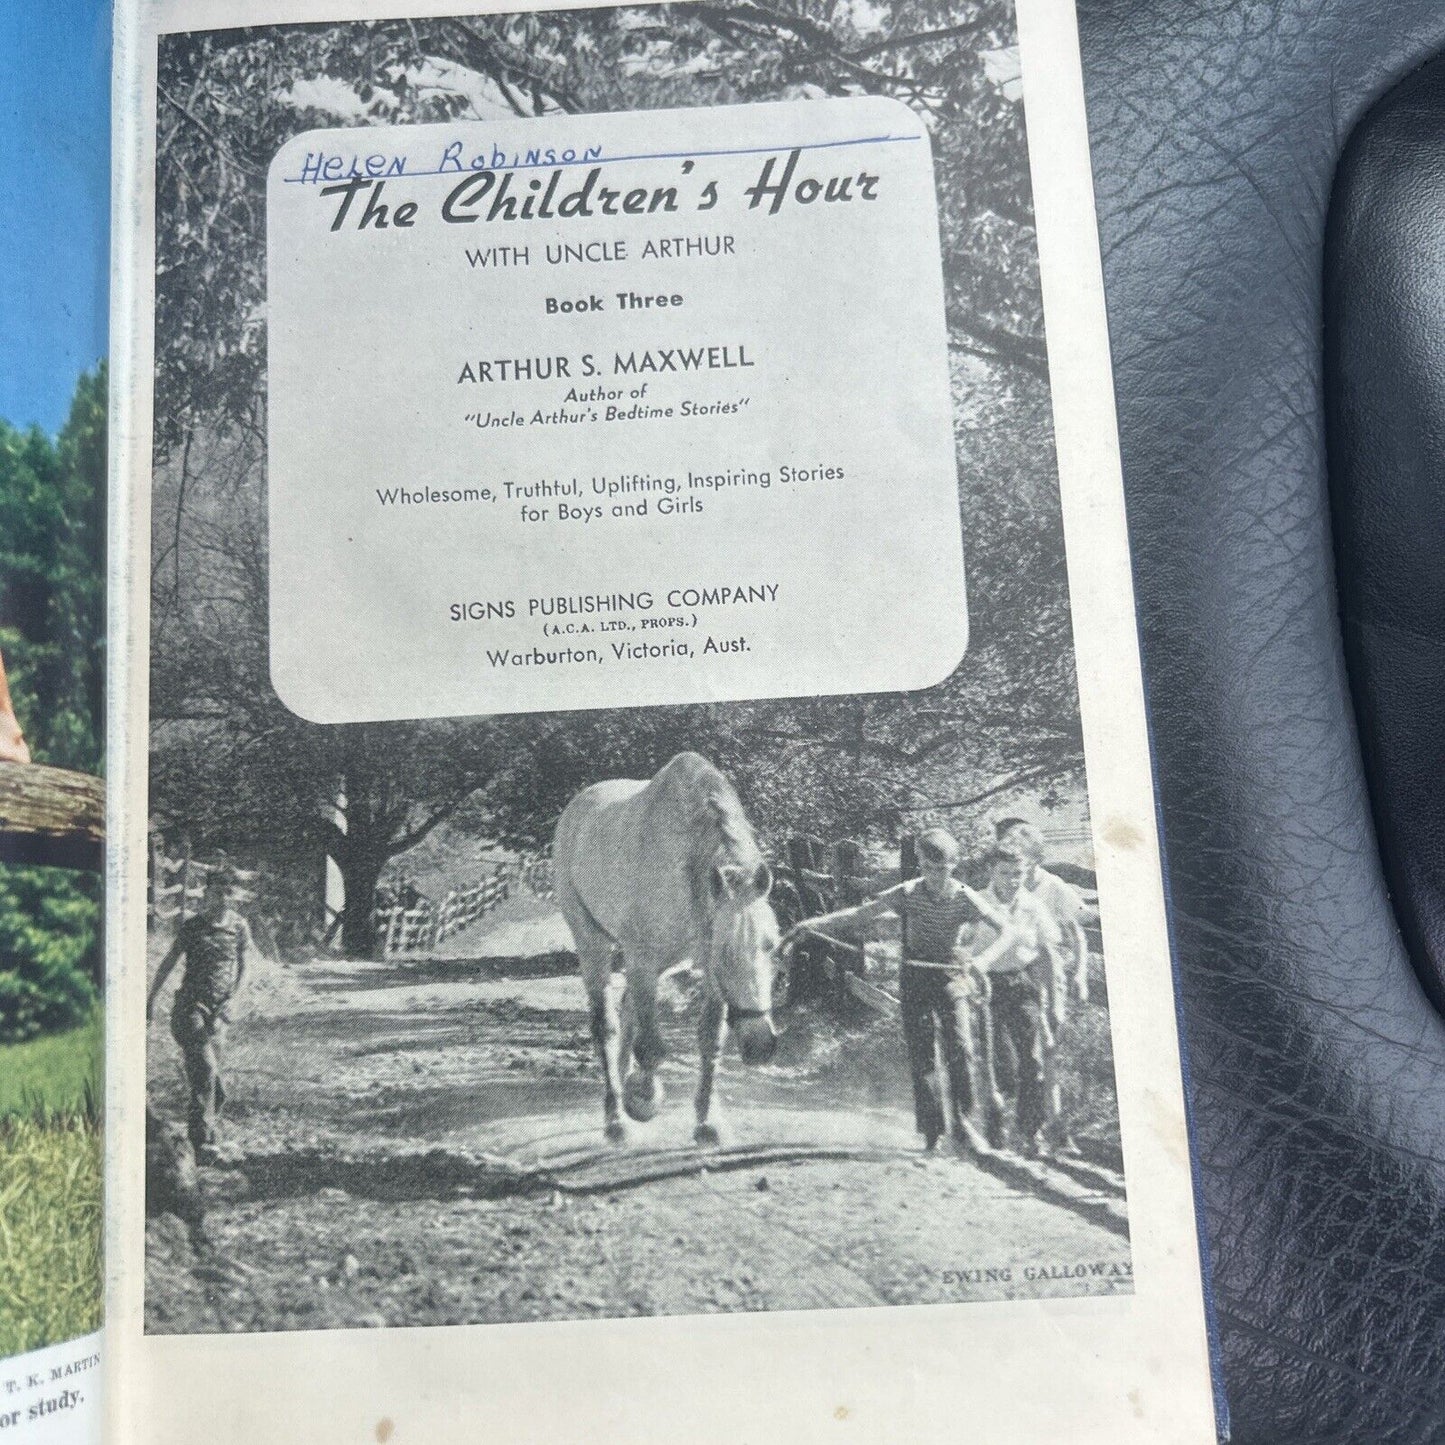 Helen Robinson
The Children's Hour
WITH UNCLE ARTHUR
Book Three
ARTHUR S. MAXWELL
Author of
"Uncle Arthur's Bedtime Stories"
Wholesome, Truthful, Uplifting, Inspiring Stories
for Boys and Girls
SIGNS PUBLISHING COMPANY
(A.C.A. LTD., PROPS.)
Warburton, Victoria, Aust.
EWING GALLOWAY
T. K. MARTIN
or study.